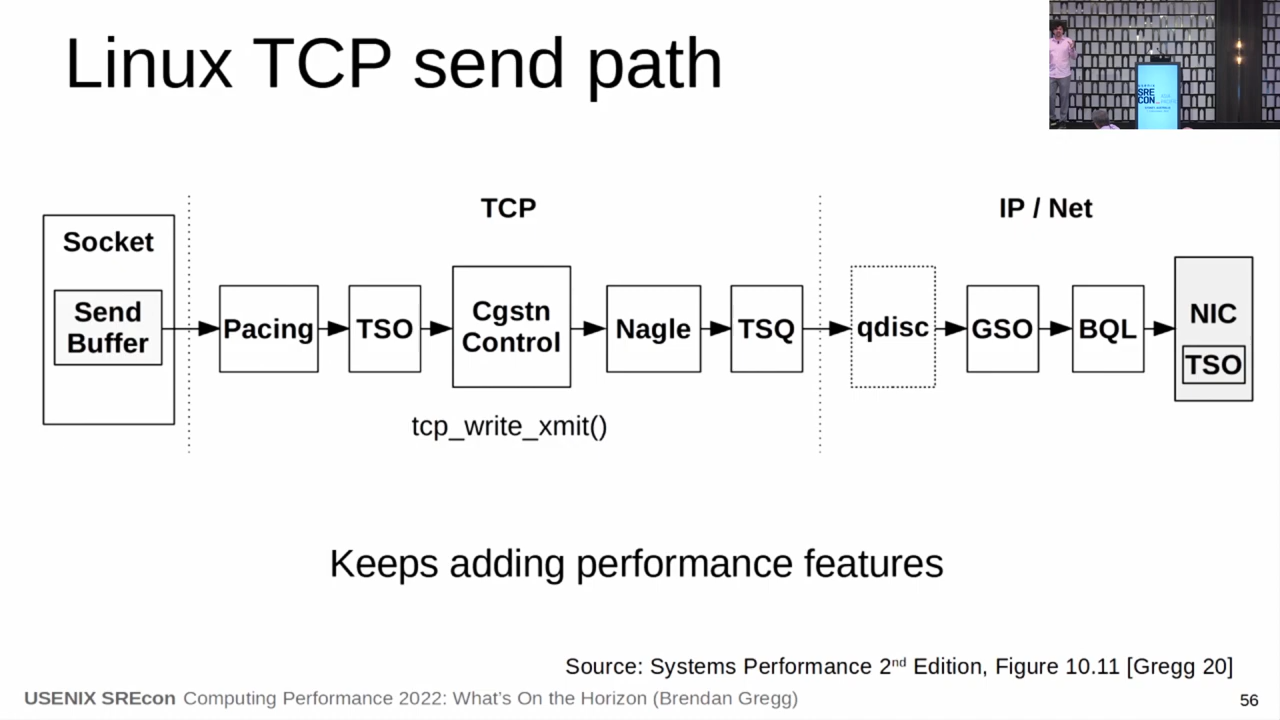 Linux TCP send path
SRE
CON
TCP
IP / Net
Socket
Send
Buffer
Pacing
TSO
Cgstn
Control
Nagle
TSQ
qdisc
GSO
BQL
NIC
TSO
tcp_write_xmit()
Keeps adding performance features
Source: Systems Performance 2nd Edition, Figure 10.11 [Gregg 20]
USENIX SREcon Computing Performance 2022: What's On the Horizon (Brendan Gregg)
56